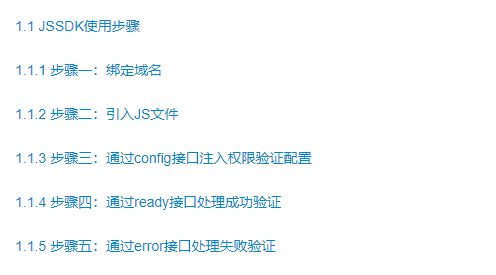 1.1 JSSDK使用步骤
1.1.1 步骤一：绑定域名
1.1.2 步骤二：引入JS文件
1.1.3 步骤三：通过config接口注入权限验证配置
1.1.4 步骤四：通过ready接口处理成功验证
1.1.5 步骤五：通过error接口处理失败验证